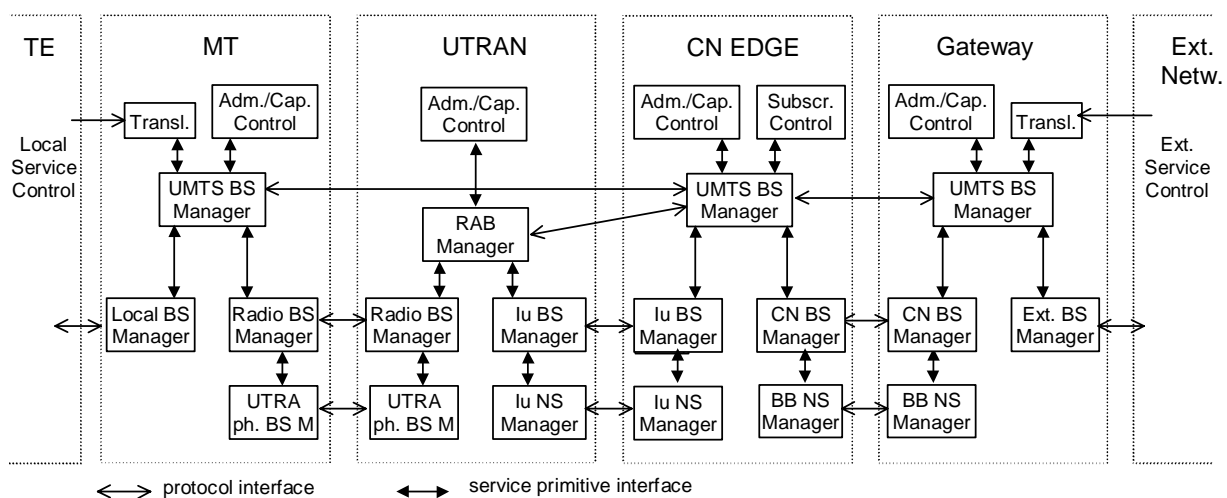 TE
MT
UTRAN
CN EDGE
Gateway
Ext.
Netw.
Local
Service
Control
Transl.
Adm./Cap.
Control
UMTS BS
Manager
Local BS
Manager
Radio BS
Manager
UTRA
ph. BS M
Adm./Cap.
Control
RAB
Manager
Radio BS
Manager
Iu BS
Manager
UTRA
ph. BS M
Iu NS
Manager
Adm./Cap.
Control
Subscr.
Control
UMTS BS
Manager
Iu BS
Manager
CN BS
Manager
Iu NS
Manager
BB NS
Manager
Adm./Cap.
Control
Transl.
UMTS BS
Manager
CN BS
Manager
Ext. BS
Manager
BB NS
Manager
Ext.
Service
Control
protocol interface
service primitive interface